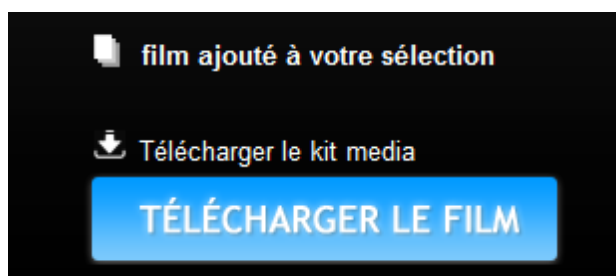 film ajouté à votre sélection
Télécharger le kit media
TÉLÉCHARGER LE FILM